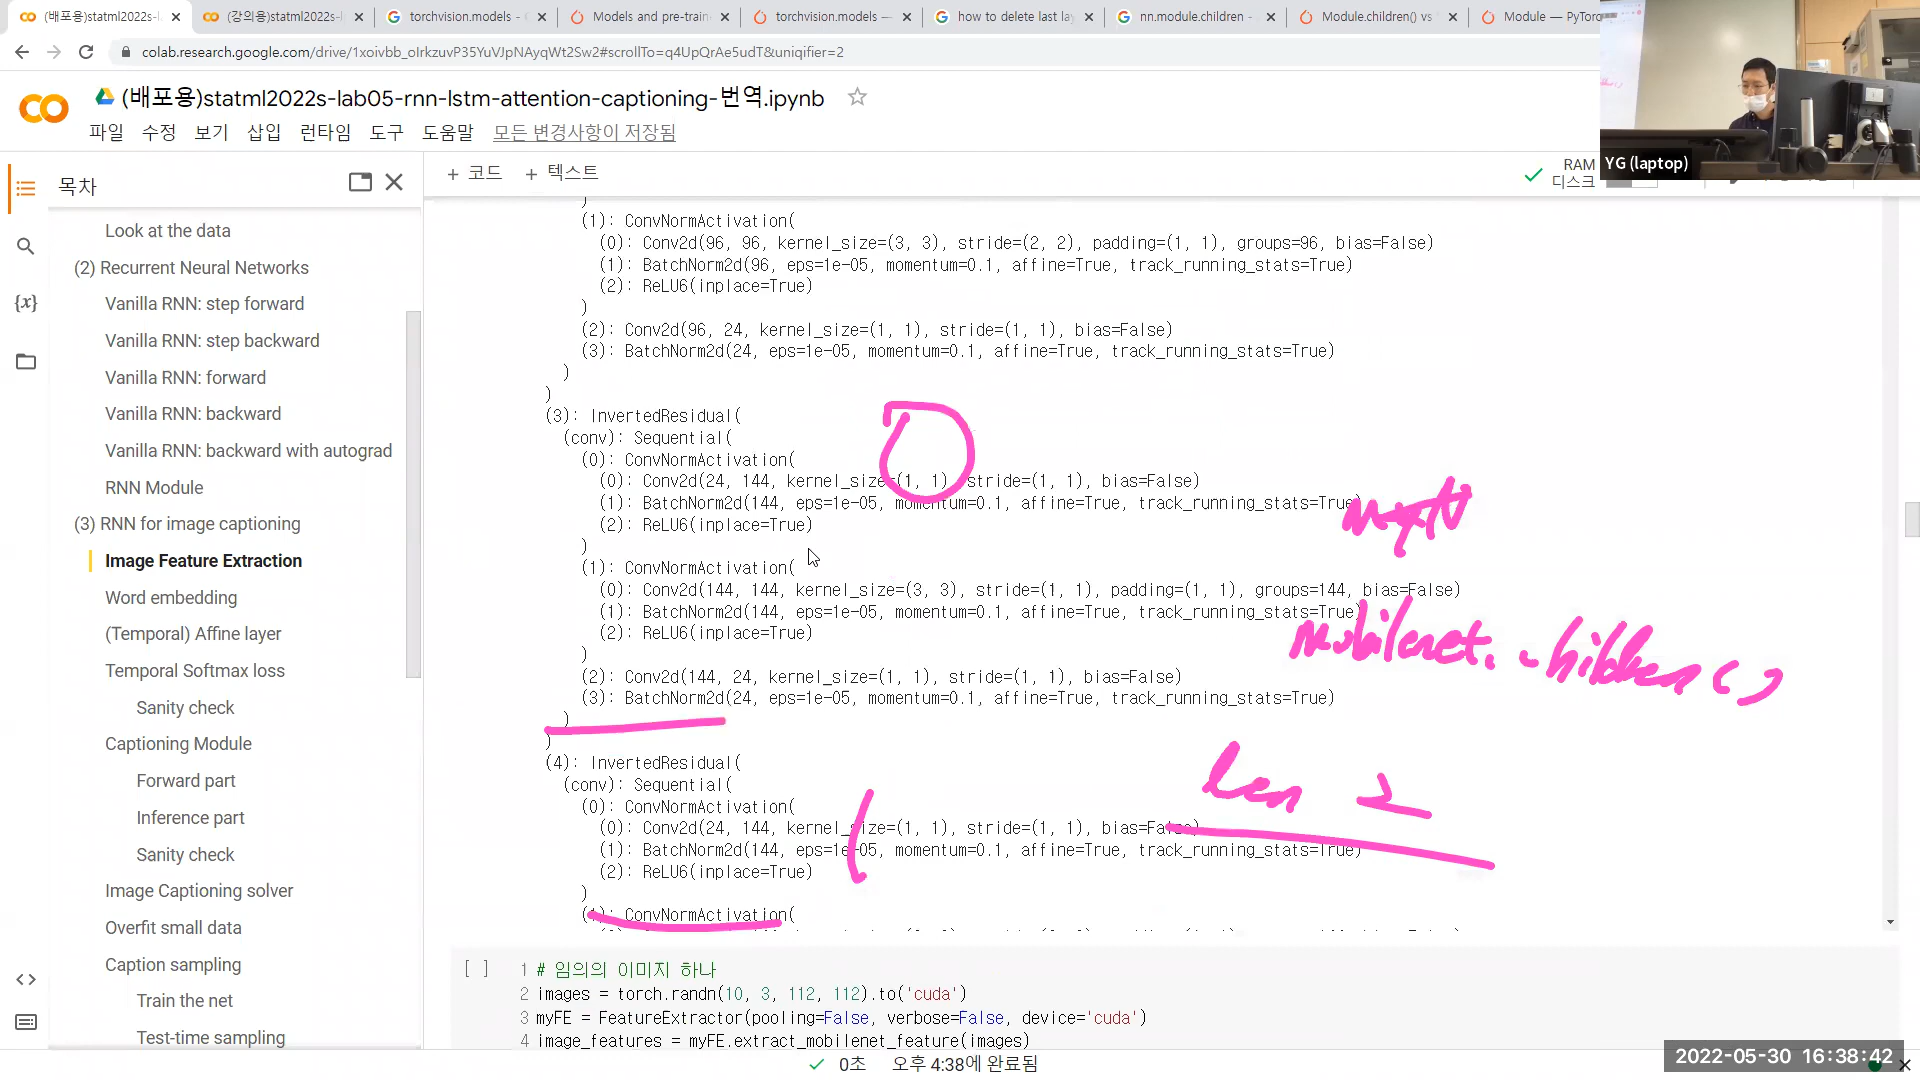 (배포용)statml2022s-l
(강의용)statml2022s-l
torchvision.models -
Models and pre-train
torchvision.models —
how to delete last lay
nn.module.children -
Module.children() vs
Module — PyTo
colab.research.google.com/drive/1xoivbb_oIrkzuvP35YuVJpNAyqWt2Sw2#scrollTo=q4UpQrAe5udT&uniqifier=2
(배포용)statml2022s-lab05-rnn-lstm-attention-captioning-번역.ipynb
파일 수정 보기 삽입 런타임 도구 도움말 모든 변경사항이 저장됨
YG (laptop)
+ 코드 + 텍스트
RAM
디스크
목차
Look at the data
(2) Recurrent Neural Networks
Vanilla RNN: step forward
Vanilla RNN: step backward
Vanilla RNN: forward
Vanilla RNN: backward
Vanilla RNN: backward with autograd
RNN Module
(3) RNN for image captioning
Image Feature Extraction
Word embedding
(Temporal) Affine layer
Temporal Softmax loss
Sanity check
Captioning Module
Forward part
Inference part
Sanity check
Image Captioning solver
Overfit small data
Caption sampling
Train the net
Test-time sampling
)
(1): ConvNormActivation(
(0): Conv2d(96, 96, kernel_size=(3, 3), stride=(2, 2), padding=(1, 1), groups=96, bias=False)
(1): BatchNorm2d(96, eps=1e-05, momentum=0.1, affine=True, track_running_stats=True)
(2): ReLU6(inplace=True)
)
(2): Conv2d(96, 24, kernel_size=(1, 1), stride=(1, 1), bias=False)
(3): BatchNorm2d(24, eps=1e-05, momentum=0.1, affine=True, track_running_stats=True)
)
)
(3): InvertedResidual(
(conv): Sequential(
(0): ConvNormActivation(
(0): Conv2d(24, 144, kernel_size=(1, 1), stride=(1, 1), bias=False)
(1): BatchNorm2d(144, eps=1e-05, momentum=0.1, affine=True, track_running_stats=True)
(2): ReLU6(inplace=True)
)
(1): ConvNormActivation(
(0): Conv2d(144, 144, kernel_size=(3, 3), stride=(1, 1), padding=(1, 1), groups=144, bias=False)
(1): BatchNorm2d(144, eps=1e-05, momentum=0.1, affine=True, track_running_stats=True)
(2): ReLU6(inplace=True)
)
mobilenet. children()
(2): Conv2d(144, 24, kernel_size=(1, 1), stride=(1, 1), bias=False)
(3): BatchNorm2d(24, eps=1e-05, momentum=0.1, affine=True, track_running_stats=True)
)
)
(4): InvertedResidual(
(conv): Sequential(
len 2
(0): ConvNormActivation(
(0): Conv2d(24, 144, kernel_size=(1, 1), stride=(1, 1), bias=False)
(1): BatchNorm2d(144, eps=1e-05, momentum=0.1, affine=True, track_running_stats=True)
(2): ReLU6(inplace=True)
)
(1): ConvNormActivation(
[ ]
1 # 임의의 이미지 하나
2 images = torch.randn(10, 3, 112, 112).to('cuda')
3 myFE = FeatureExtractor(pooling=False, verbose=False, device='cuda')
4 image_features = myFE.extract_mobilenet_feature(images)
0초 오후 4:38에 완료됨
2022-05-30 16:38:42